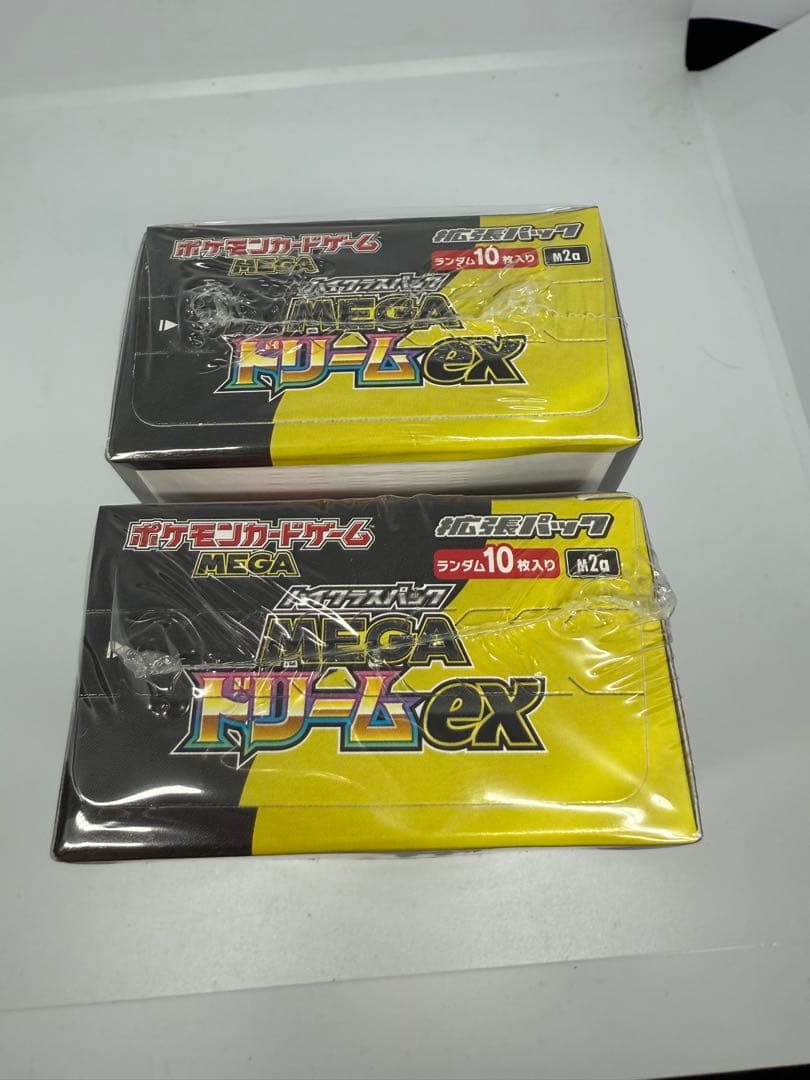 ポケモンカードゲーム
MEGA
拡張パック
ランダム10枚入り
M2a
ハイクラスパック
MEGA
ドリームex
ポケモンカードゲーム
MEGA
拡張パック
ランダム10枚入り
M2a
ハイクラスパック
MEGA
ドリームex